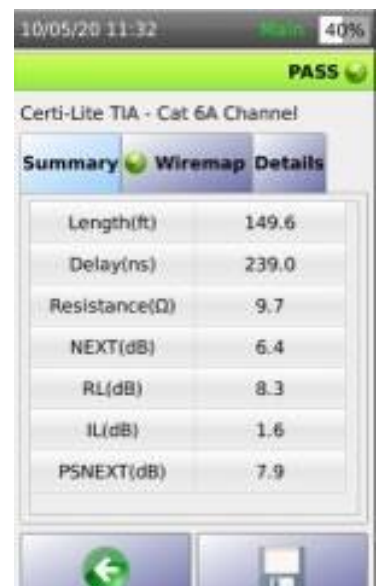 10/05/20 11:32 Main 40%
PASS
Certi-Lite TIA - Cat 6A Channel
Summary Wiremap Details
Length(ft) 149.6
Delay(ns) 239.0
Resistance(Ω) 9.7
NEXT(dB) 6.4
RL(dB) 8.3
IL(dB) 1.6
PSNEXT(dB) 7.9